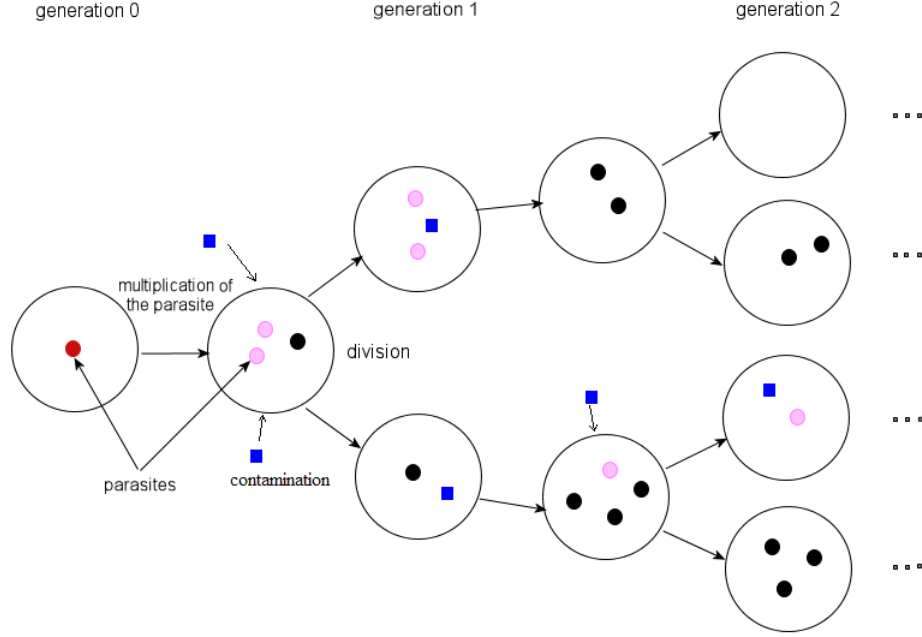 generation 0
generation 1
generation 2
multiplication of
the parasite
division
parasites
contamination